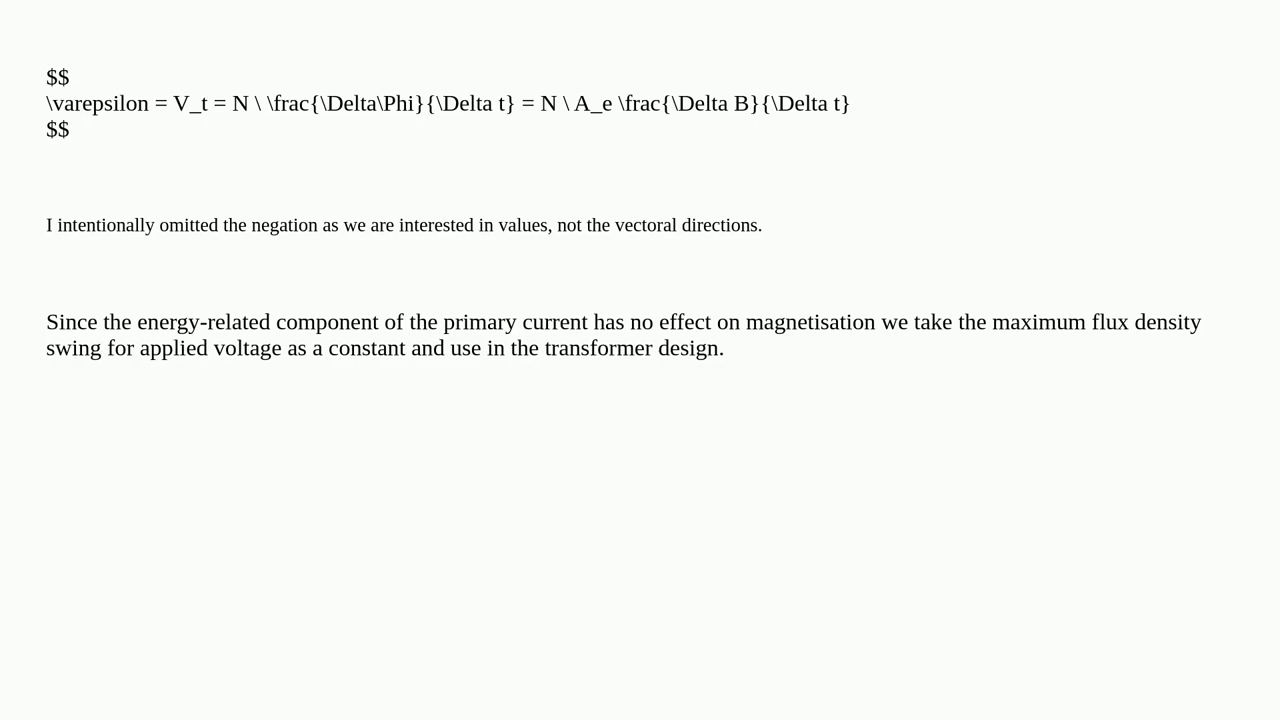 $$
\varepsilon = V_t = N \ \frac{\Delta\Phi}{\Delta t} = N \ A_e \frac{\Delta B}{\Delta t}
$$
I intentionally omitted the negation as we are interested in values, not the vectoral directions.
Since the energy-related component of the primary current has no effect on magnetisation we take the maximum flux density
swing for applied voltage as a constant and use in the transformer design.